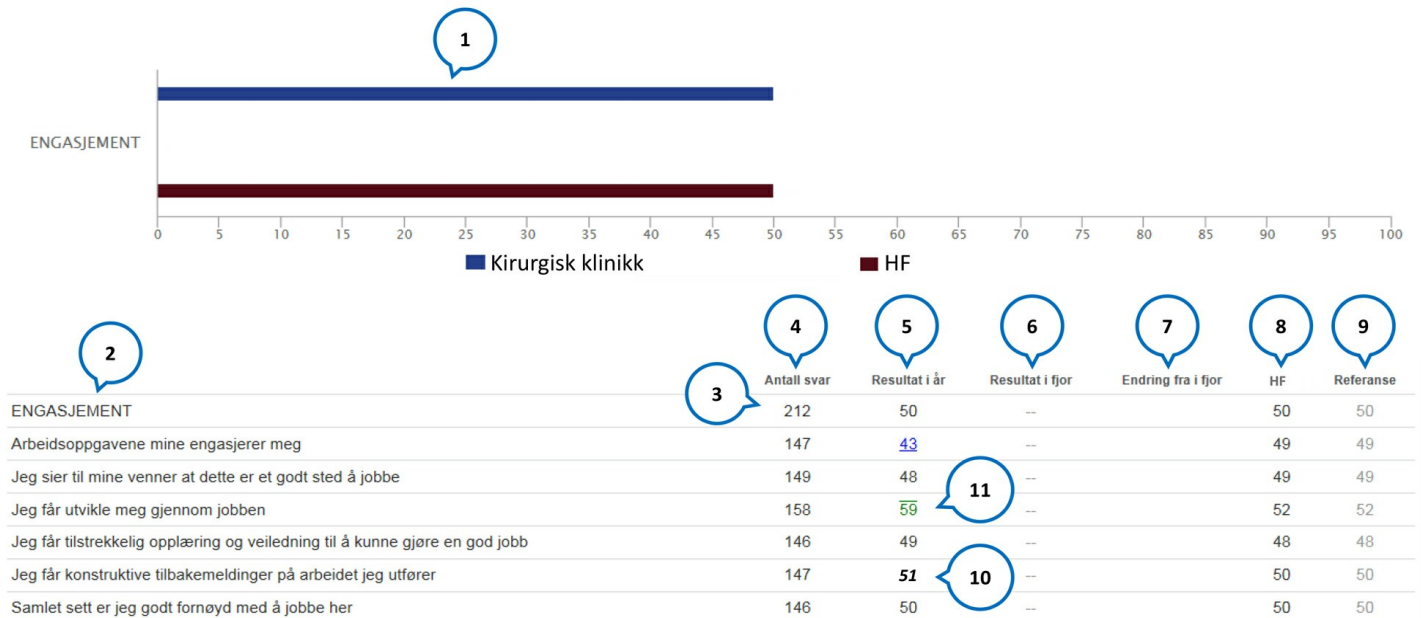 1
ENGASJEMENT
0 5 10 15 20 25 30 35 40 45 50 55 60 65 70 75 80 85 90 95 100
Kirurgisk klinikk HF
2 3 4 5 6 7 8 9
Antall svar Resultat i år Resultat i fjor Endring fra i fjor HF Referanse
ENGASJEMENT 212 50 -- 50 50
Arbeidsoppgavene mine engasjerer meg 147 43 -- 49 49
Jeg sier til mine venner at dette er et godt sted å jobbe 149 48 -- 49 49
11
Jeg får utvikle meg gjennom jobben 158 59 -- 52 52
Jeg får tilstrekkelig opplæring og veiledning til å kunne gjøre en god jobb 146 49 -- 48 48
Jeg får konstruktive tilbakemeldinger på arbeidet jeg utfører 147 51 10 -- 50 50
Samlet sett er jeg godt fornøyd med å jobbe her 146 50 -- 50 50